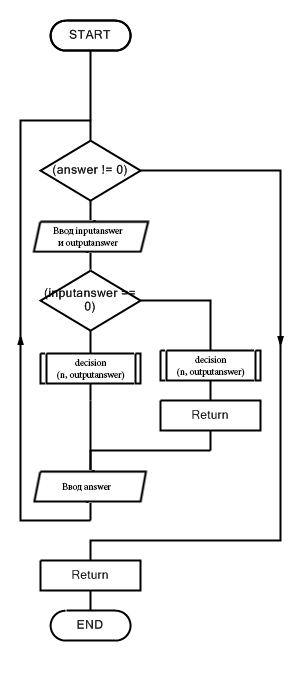 START
(answer != 0)
Ввод inputanswer
и outputanswer
(inputanswer ==
0)
decision
(n, outputanswer)
decision
(n, outputanswer)
Return
Ввод answer
Return
END